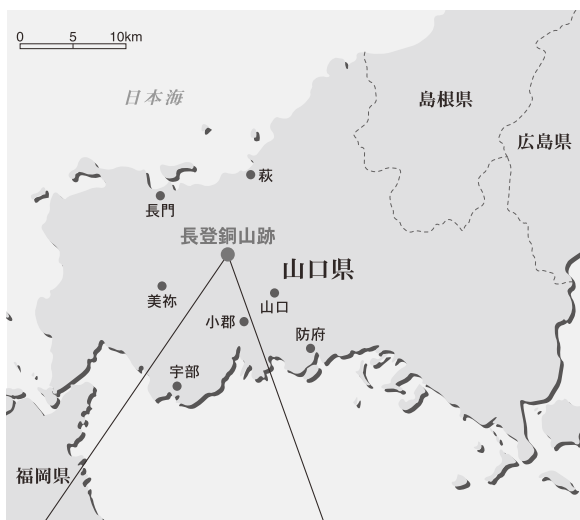 0 5 10km
日本海
島根県
広島県
萩
長門
長登銅山跡
山口県
美祢
山口
小郡
防府
宇部
福岡県